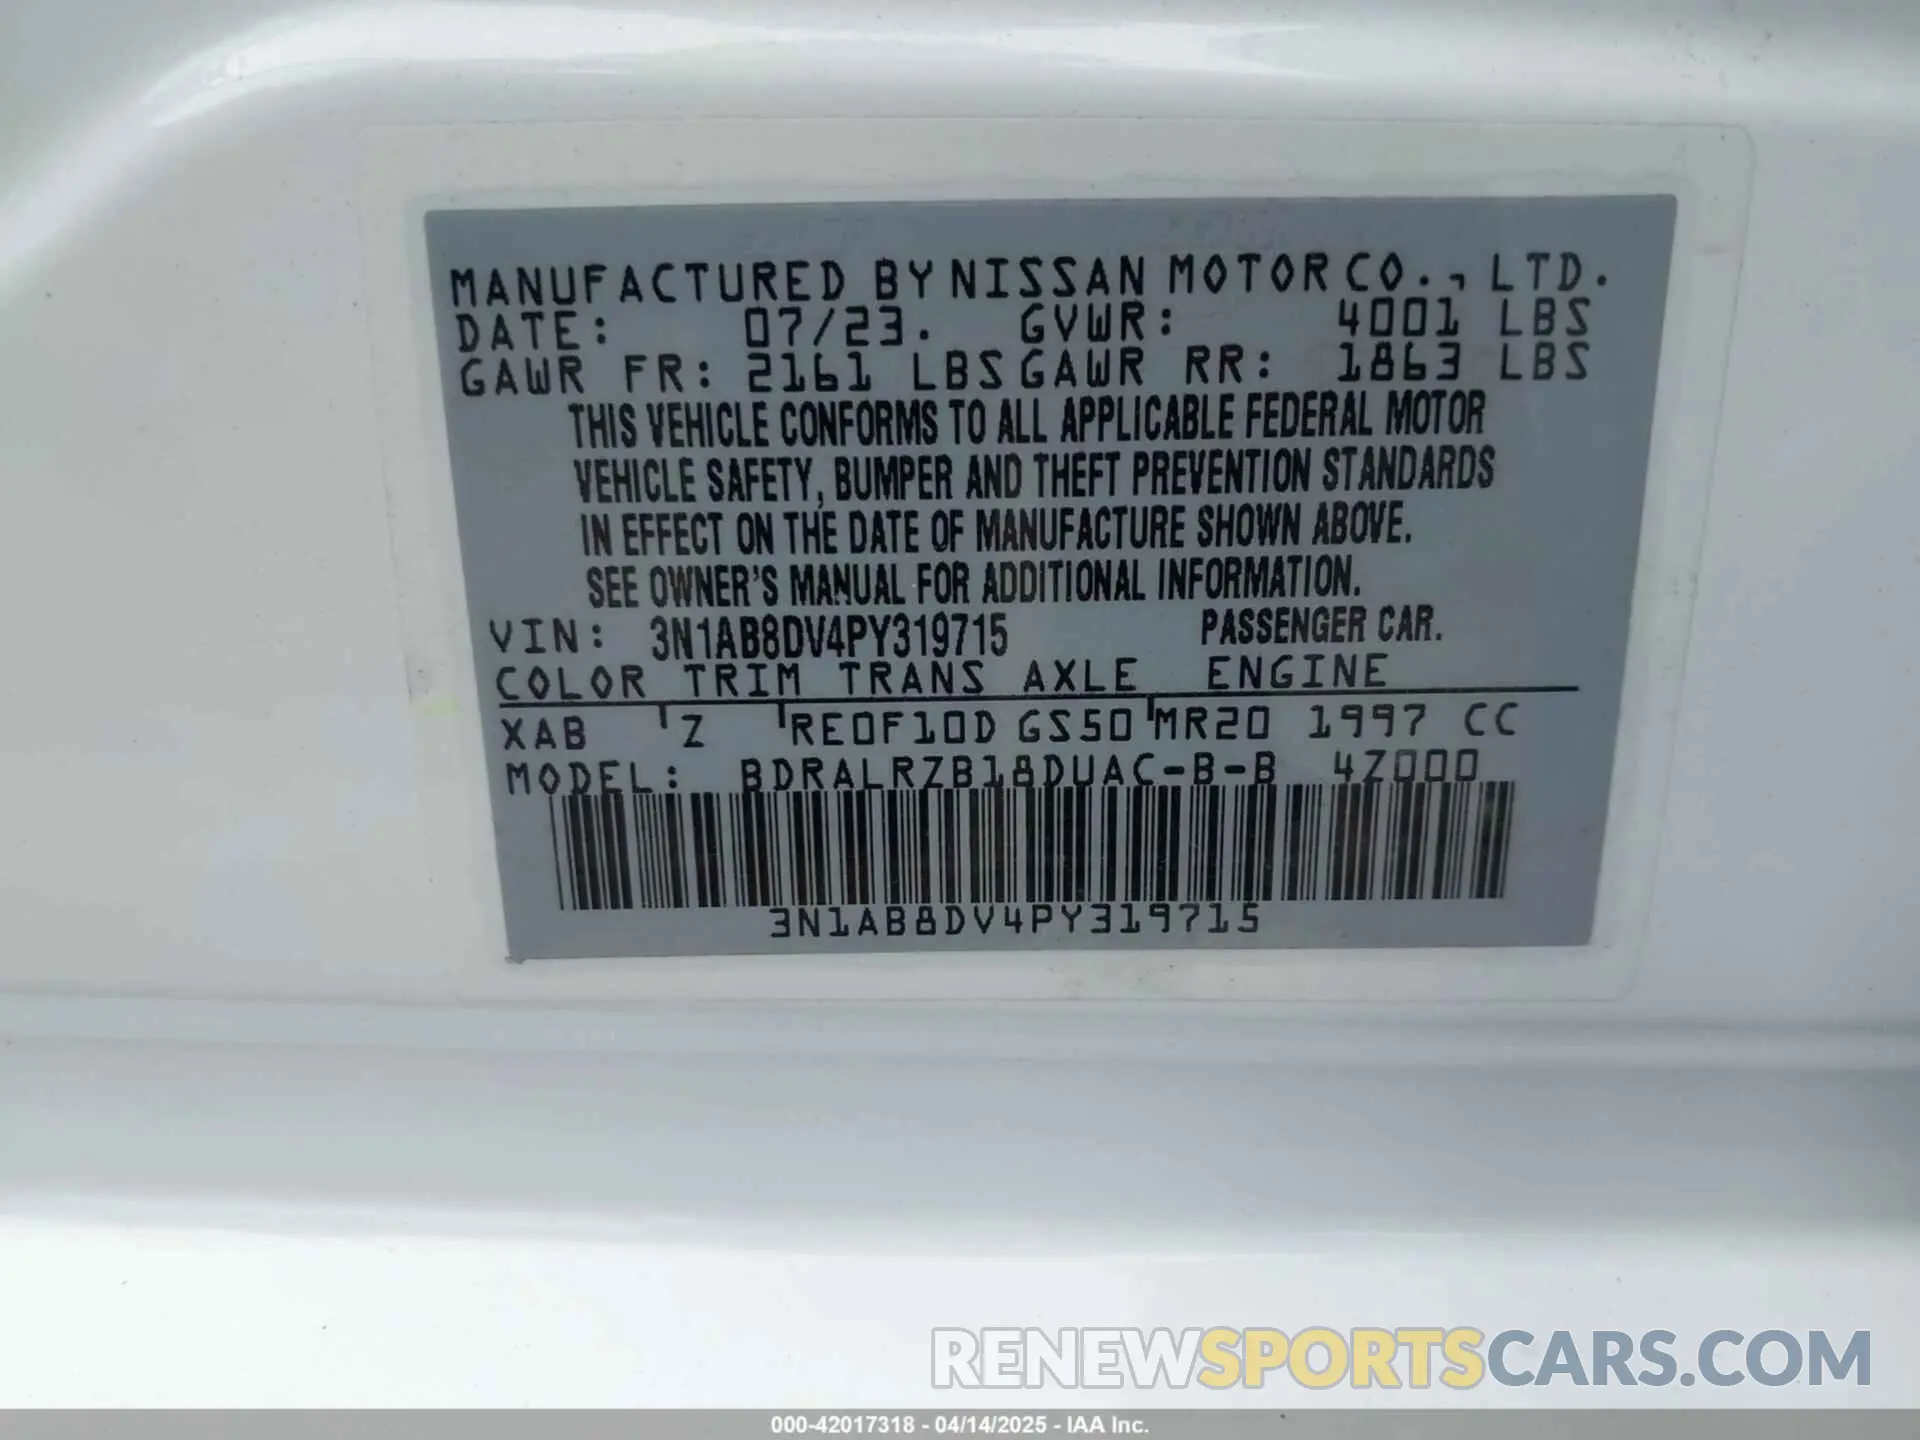 MANUFACTURED BY NISSAN MOTOR CO., LTD.
DATE: 07/23. GVWR: 4001 LBS
GAWR FR: 2161 LBS GAWR RR: 1863 LBS
THIS VEHICLE CONFORMS TO ALL APPLICABLE FEDERAL MOTOR
VEHICLE SAFETY, BUMPER AND THEFT PREVENTION STANDARDS
IN EFFECT ON THE DATE OF MANUFACTURE SHOWN ABOVE.
SEE OWNER'S MANUAL FOR ADDITIONAL INFORMATION.
VIN: 3N1AB8DV4PY319715 PASSENGER CAR.
COLOR TRIM TRANS AXLE ENGINE
XAB Z RE0F10D GS50 MR20 1997 CC
MODEL: BDRALRZB18DUAC-B-B 4Z000
3N1AB8DV4PY319715
RENEWSPORTSCARS.COM
000-42017318 - 04/14/2025 - IAA Inc.